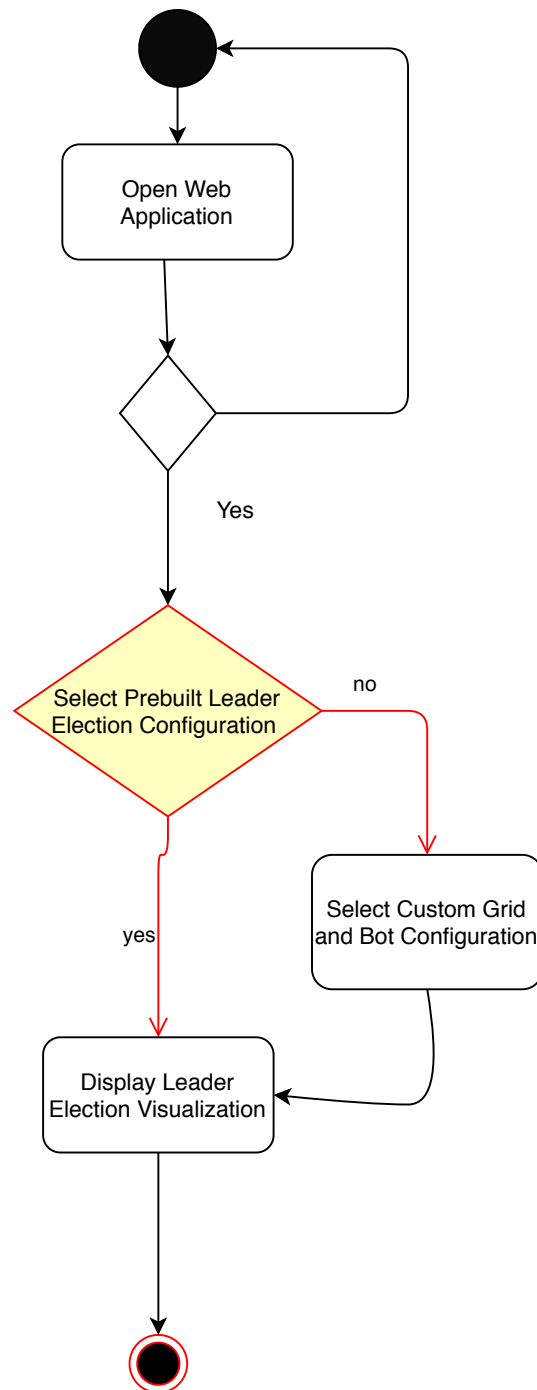 Open Web
Application
Yes
Select Prebuilt Leader
Election Configuration
no
Select Custom Grid
and Bot Configuration
yes
Display Leader
Election Visualization